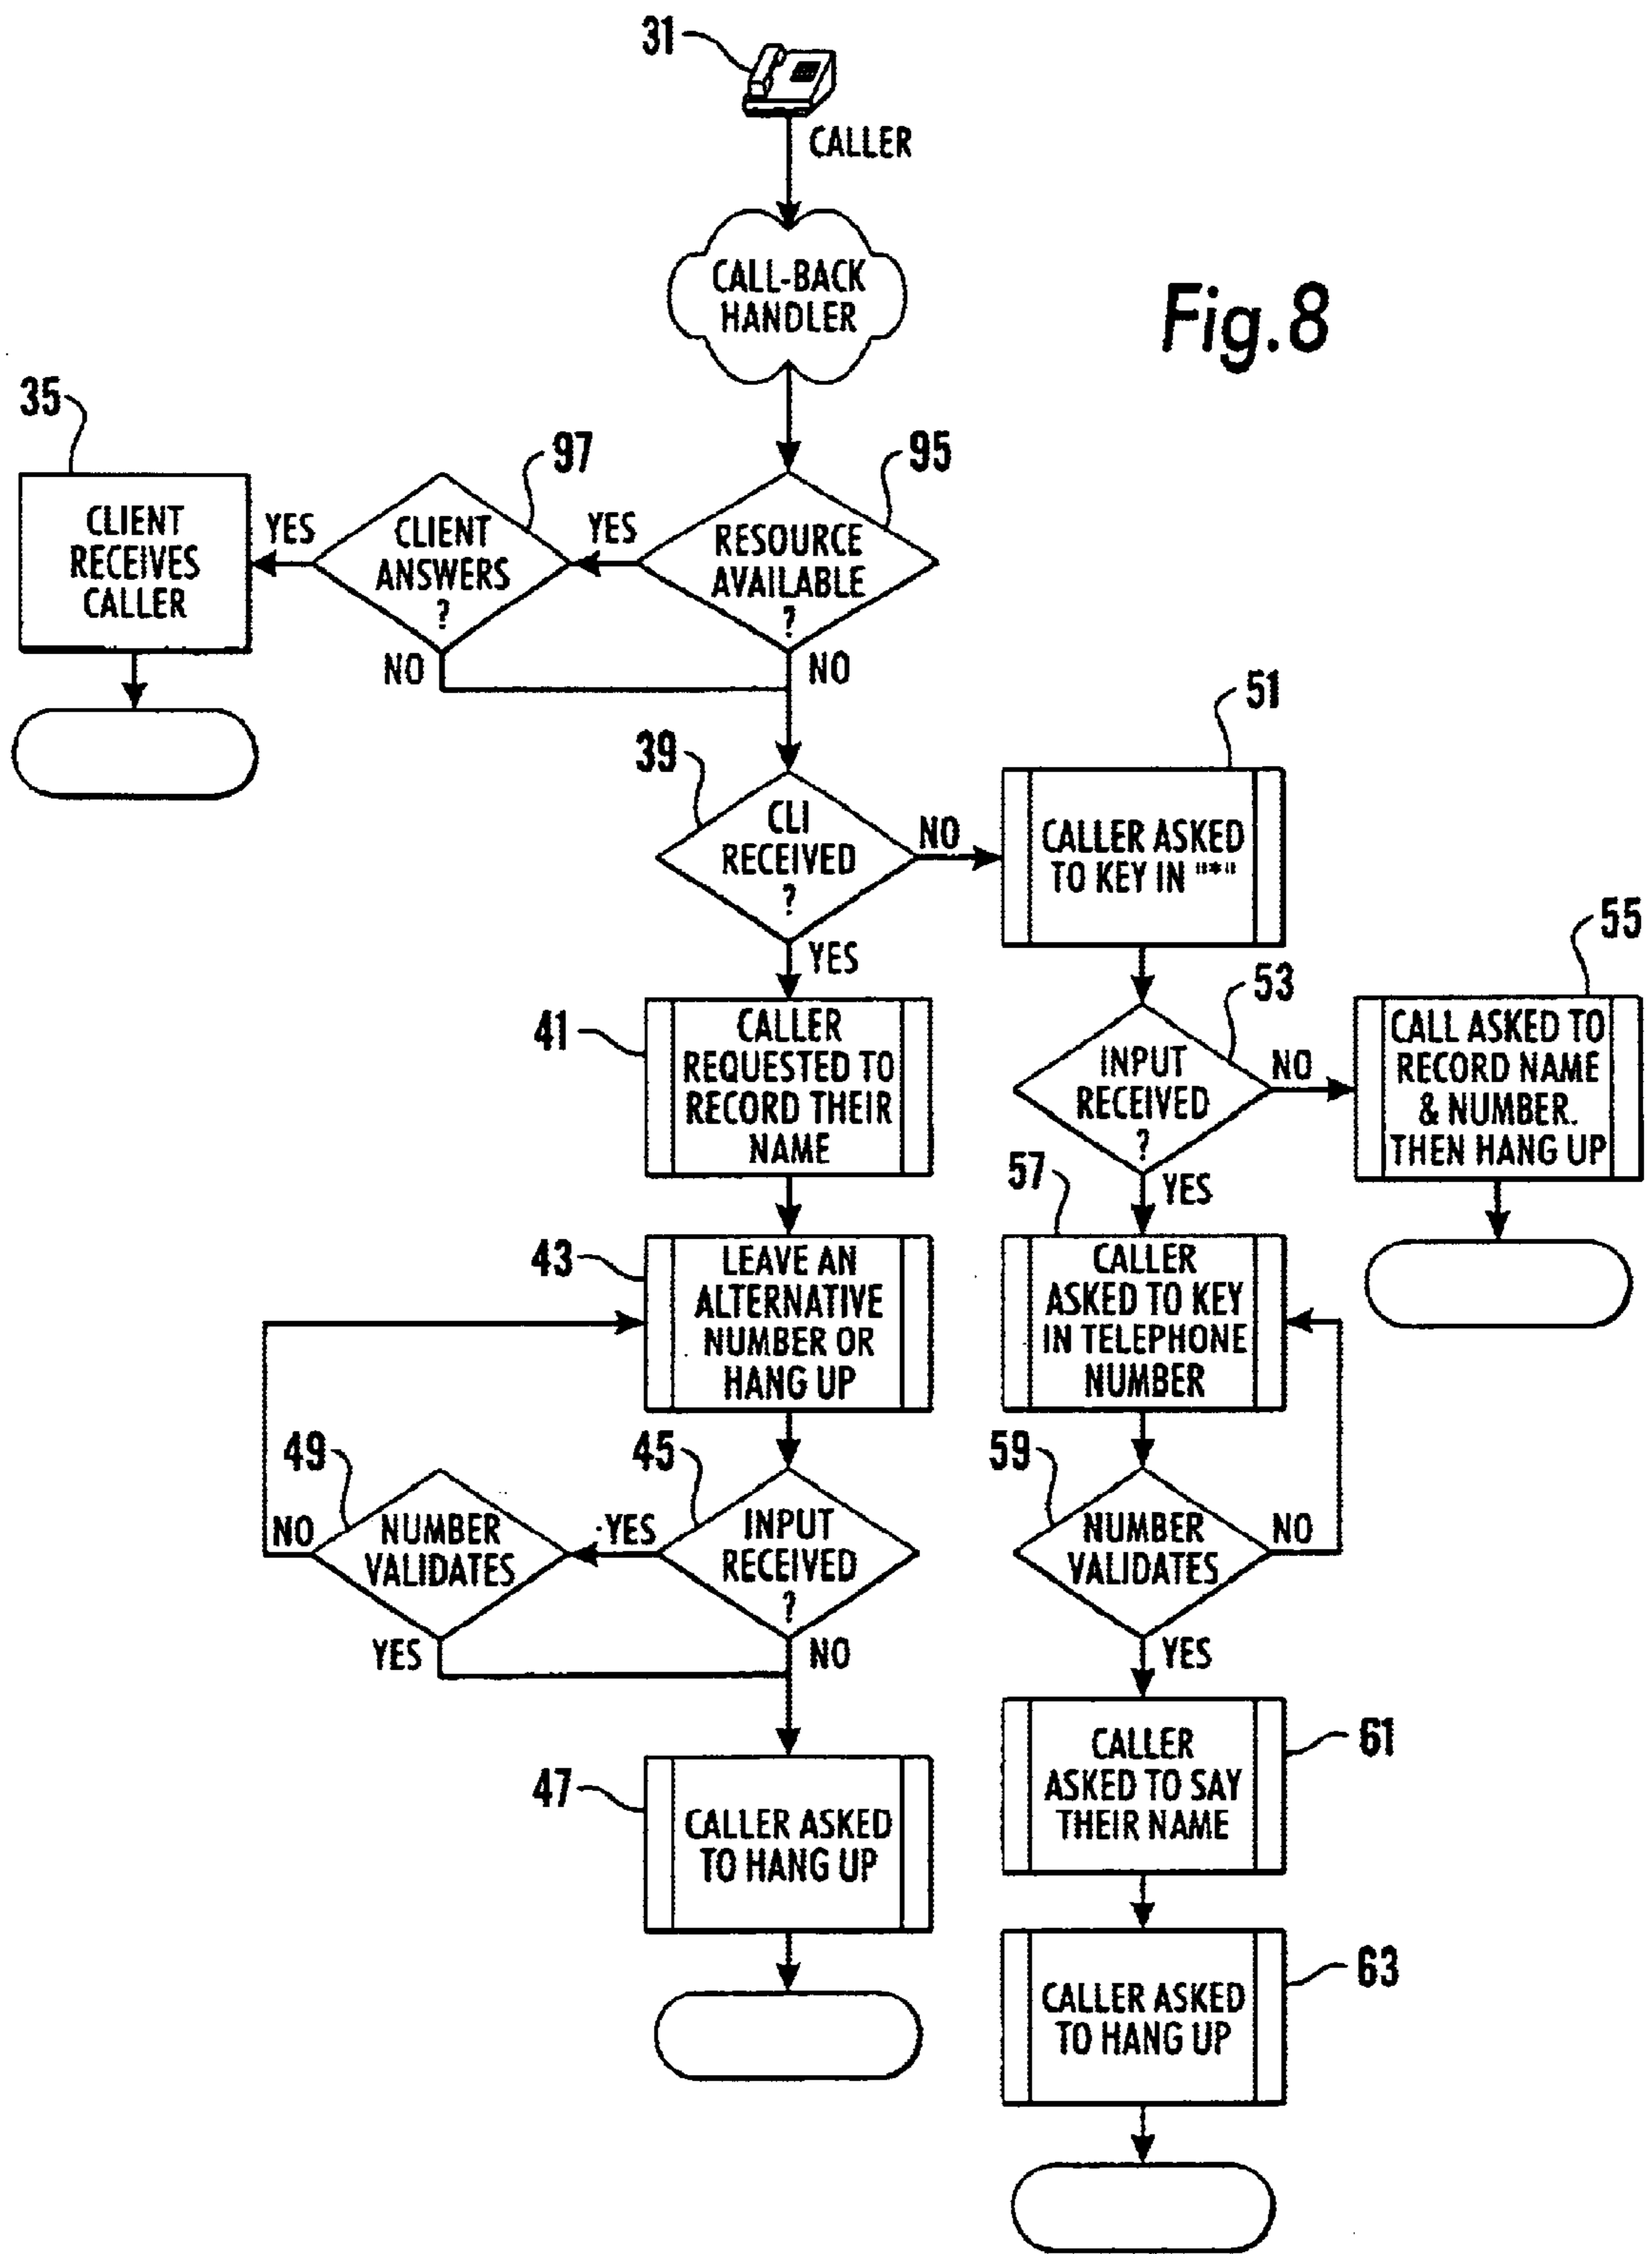 31
CALLER
CALL-BACK
HANDLER
Fig.8
35
97
95
CLIENT
RECEIVES
CALLER
YES
CLIENT
ANSWERS
?
YES
RESOURCE
AVAILABLE
?
NO
NO
51
39
CLI
RECEIVED
?
NO
CALLER ASKED
TO KEY IN "*"
YES
55
53
41
CALLER
REQUESTED TO
RECORD THEIR
NAME
INPUT
RECEIVED
?
NO
CALL ASKED TO
RECORD NAME
& NUMBER.
THEN HANG UP
57
YES
43
LEAVE AN
ALTERNATIVE
NUMBER OR
HANG UP
CALLER
ASKED TO KEY
IN TELEPHONE
NUMBER
49
45
59
NO
NUMBER
VALIDATES
YES
INPUT
RECEIVED
?
NUMBER
VALIDATES
NO
YES
NO
YES
47
CALLER ASKED
TO HANG UP
CALLER
ASKED TO SAY
THEIR NAME
61
CALLER ASKED
TO HANG UP
63